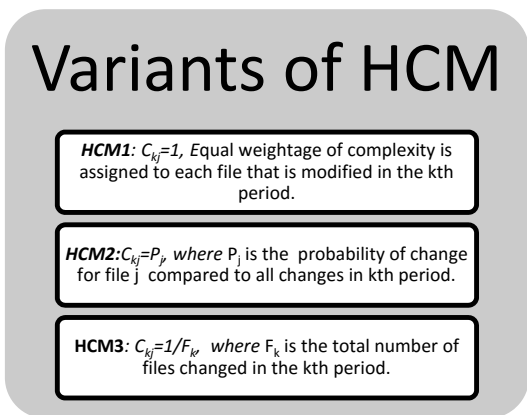 Variants of HCM
HCM1: Ckj=1, Equal weightage of complexity is
assigned to each file that is modified in the kth
period.
HCM2:Ckj=Pj, where Pj is the probability of change
for file j compared to all changes in kth period.
HCM3: Ckj=1/Fk, where Fk is the total number of
files changed in the kth period.